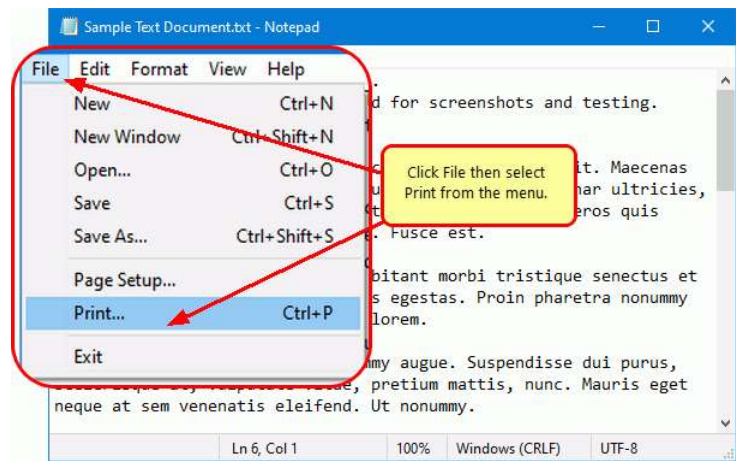 Sample Text Document.txt - Notepad
File Edit Format View Help
New Ctrl+N
New Window Ctrl+Shift+N
Open... Ctrl+O
Save Ctrl+S
Save As... Ctrl+Shift+S
Page Setup...
Print... Ctrl+P
Exit
Click File then select
Print from the menu.
for screenshots and testing.
it. Maecenas
ultricies,
eros quis
Fusce est.
morbi tristique senectus et
egestas. Proin pharetra nonummy
lorem.
augue. Suspendisse dui purus,
pretium mattis, nunc. Mauris eget
neque at sem venenatis eleifend. Ut nonummy.
Ln 6, Col 1 100% Windows (CRLF) UTF-8